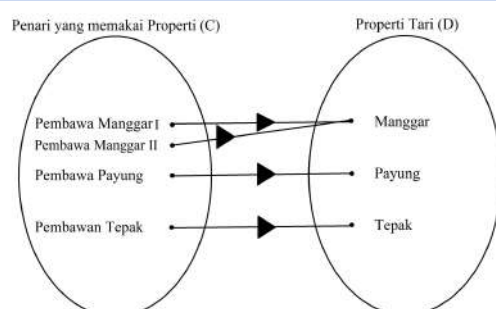 Penari yang memakai Properti (C)
Properti Tari (D)
Pembawa Manggar I
Pembawa Manggar II
Pembawa Payung
Pembawan Tepak
Manggar
Payung
Tepak